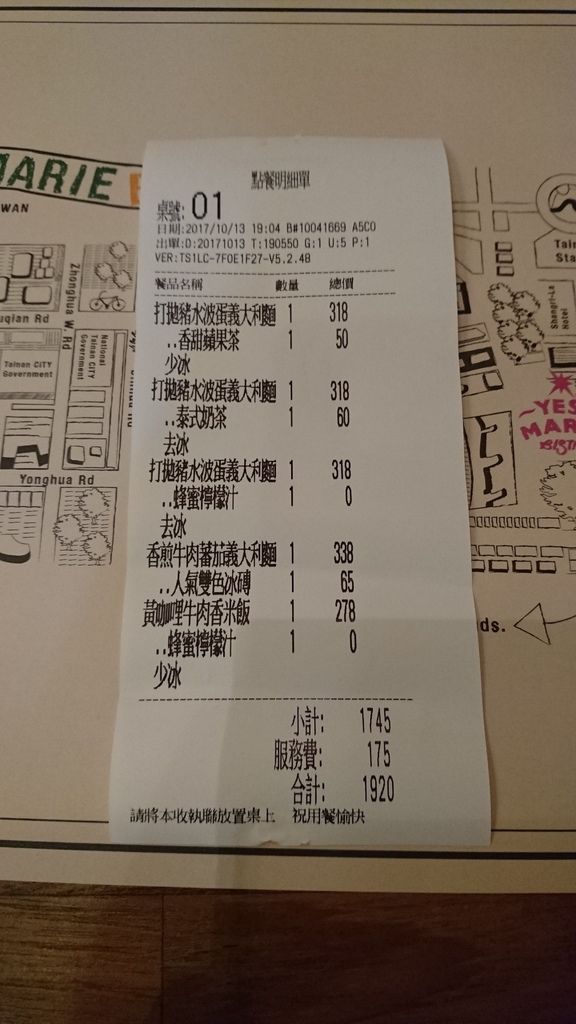 ARIE
WAN
Zhonghua W. Rd
uqian Rd
Tainan CITY Government
National Tainan CITY Government
Yonghua Rd
點餐明細單
桌號: 01
日期:2017/10/13 19:04 B#10041669 A5C0
出單:D:20171013 T:190550 G:1 U:5 P:1
VER:TS1LC-7F0E1F27-V5.2.48
餐品名稱 數量 總價
打拋豬水波蛋義大利麵 1 318
..香甜蘋果茶 1 50
少冰
打拋豬水波蛋義大利麵 1 318
..泰式奶茶 1 60
去冰
打拋豬水波蛋義大利麵 1 318
..蜂蜜檸檬汁 1 0
去冰
香煎牛肉蕃茄義大利麵 1 338
..人氣雙色冰磚 1 65
黃咖哩牛肉香米飯 1 278
..蜂蜜檸檬汁 1 0
少冰
小計: 1745
服務費: 175
合計: 1920
請將本收執聯放置桌上 祝用餐愉快
Tain
Sta
Shangri-La
Hotel
~YES
MAR
BIST
ds.